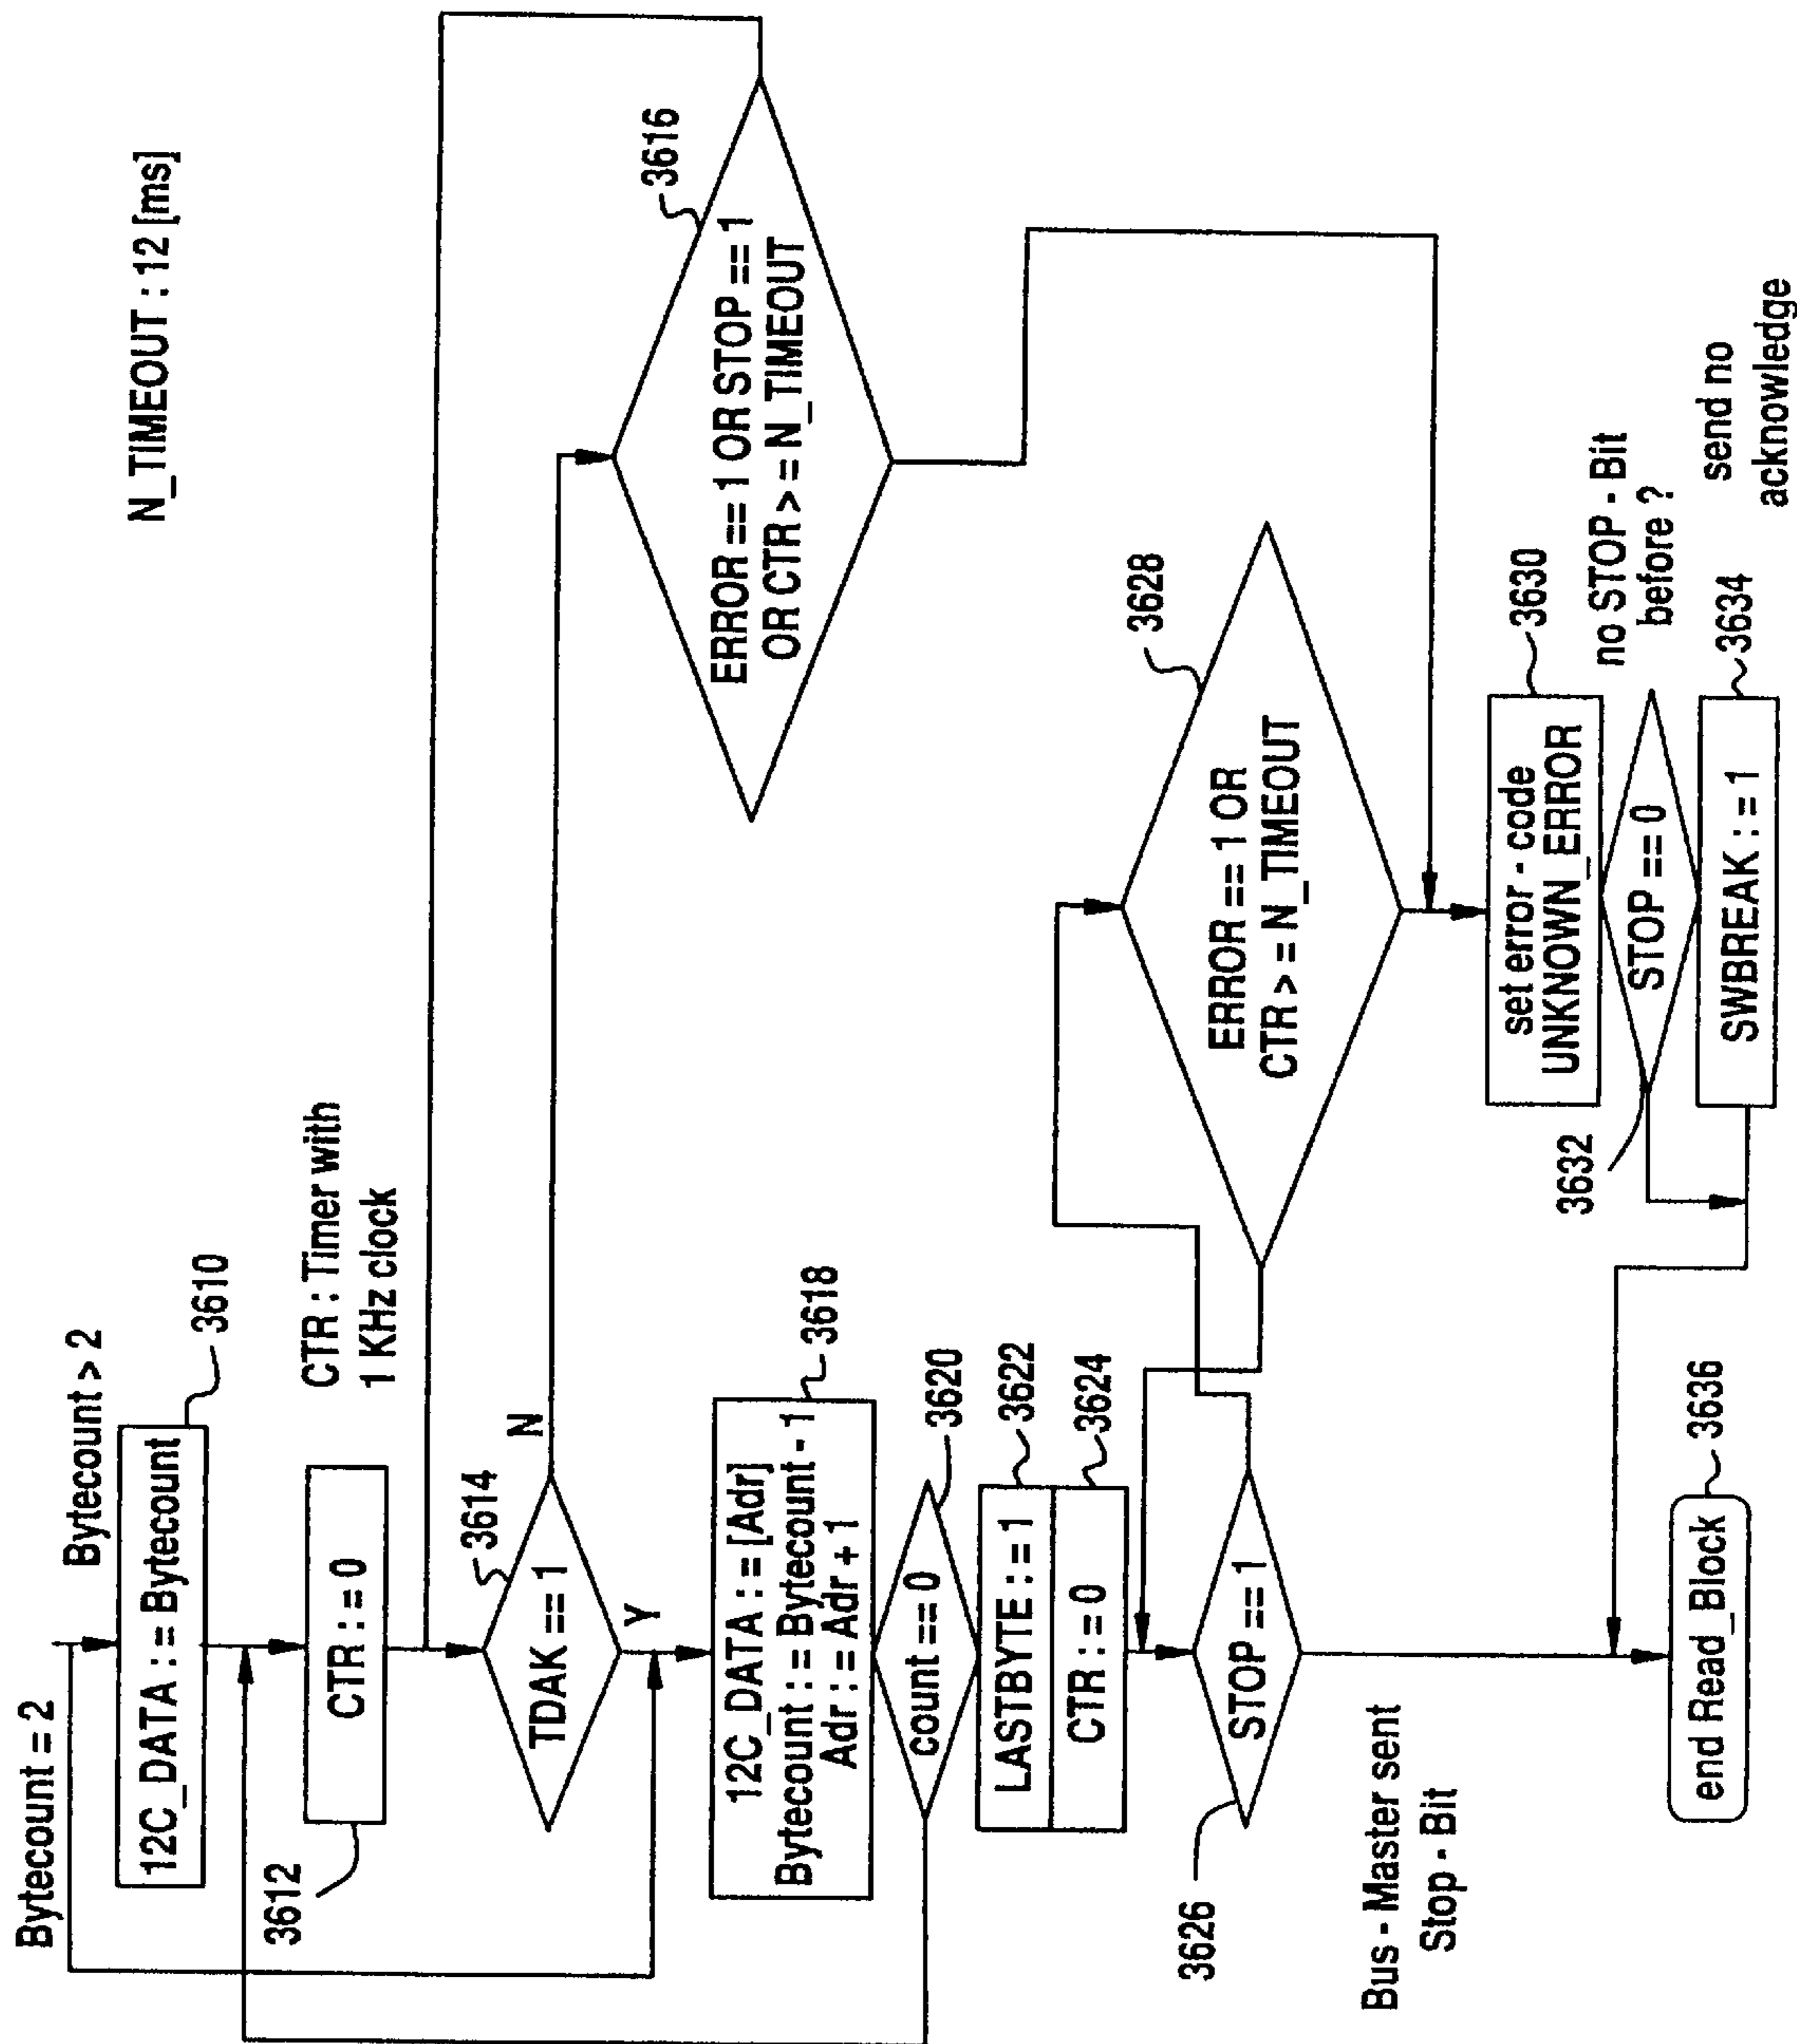 Bytecount = 2
Bytecount > 2
12C_DATA : = Bytecount
3610
N_TIMEOUT : 12 [ms]
CTR : Timer with
1 KHz clock
CTR : = 0
3612
3614
TDAK == 1
N
Y
3616
ERROR == 1 OR STOP == 1
OR CTR > = N_TIMEOUT
12C_DATA : = [Adr]
Bytecount : = Bytecount - 1
Adr : = Adr + 1
3618
count == 0
3620
LASTBYTE : = 1
3622
CTR : = 0
3624
STOP == 1
3626
3628
ERROR == 1 OR
CTR > = N_TIMEOUT
Bus - Master sent
Stop - Bit
set error - code
UNKNOWN_ERROR
3630
no STOP - Bit
before ?
STOP == 0
3632
SWBREAK : = 1
3634
send no
acknowledge
end Read_Block
3636